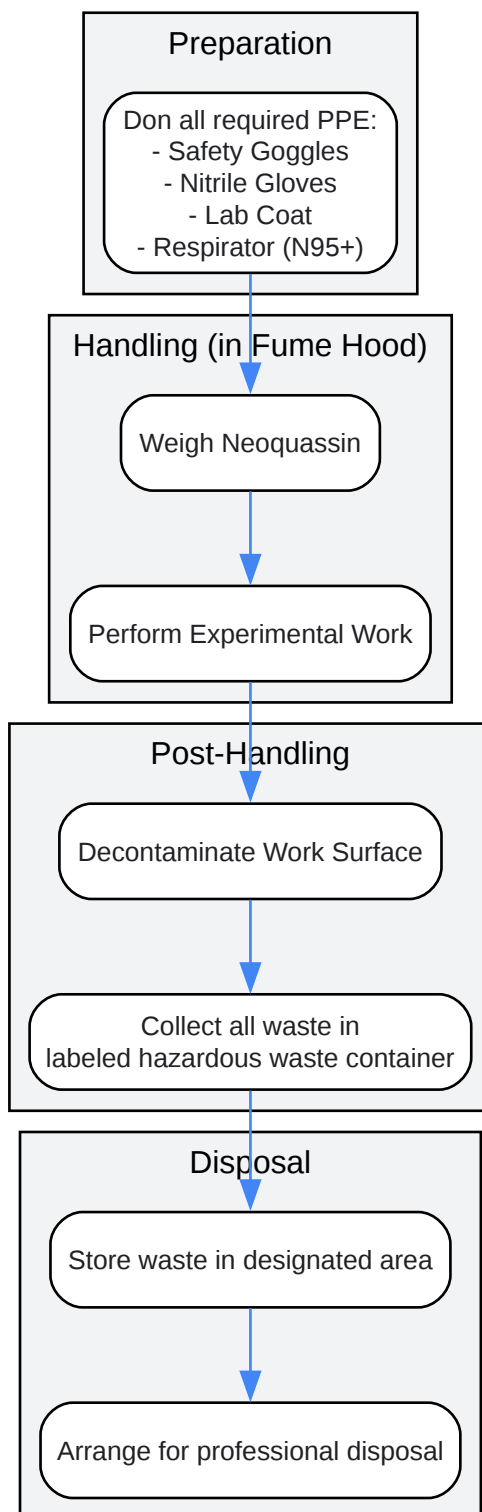 Preparation
Don all required PPE:
- Safety Goggles
- Nitrile Gloves
- Lab Coat
- Respirator (N95+)
Handling (in Fume Hood)
Weigh Neoquassin
Perform Experimental Work
Post-Handling
Decontaminate Work Surface
Collect all waste in
labeled hazardous waste container
Disposal
Store waste in designated area
Arrange for professional disposal